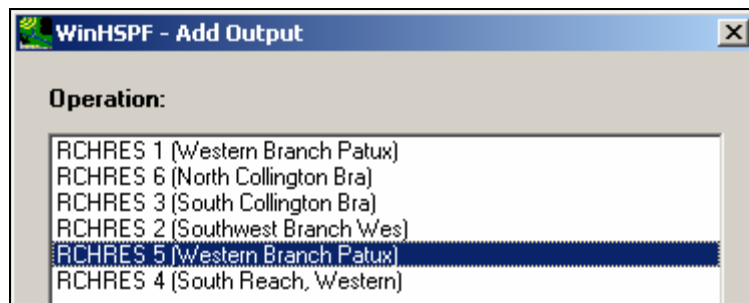 WinHSPF - Add Output
Operation:
RCHRES 1 (Western Branch Patux)
RCHRES 6 (North Collington Bra)
RCHRES 3 (South Collington Bra)
RCHRES 2 (Southwest Branch Wes)
RCHRES 5 (Western Branch Patux)
RCHRES 4 (South Reach, Western)